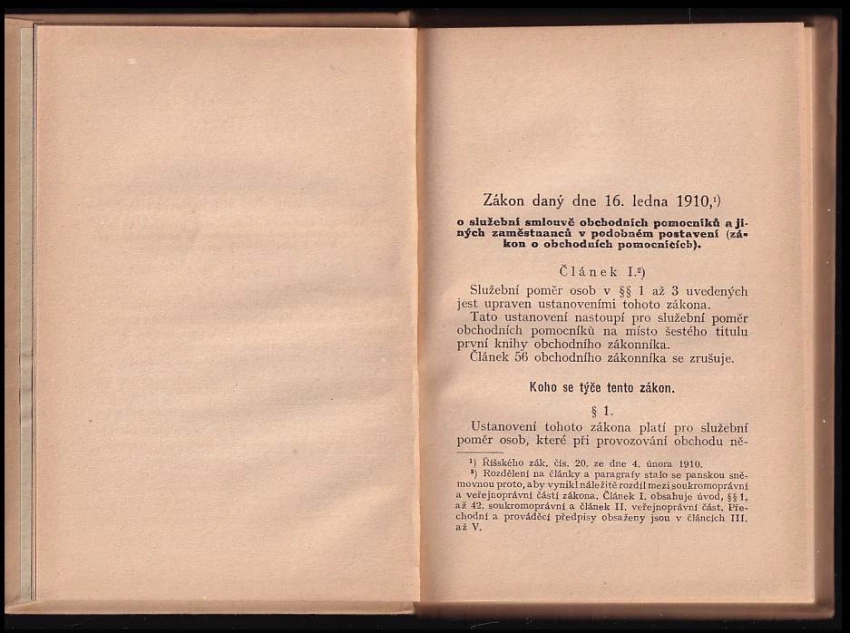 Zákon daný dne 16. ledna 1910,¹)
o služební smlouvě obchodních pomocníků a ji-
ných zaměstnanců v podobném postavení (zá-
kon o obchodních pomocnících).
Článek I.²)
Služební poměr osob v §§ 1 až 3 uvedených
jest upraven ustanoveními tohoto zákona.
Tato ustanovení nastoupí pro služební poměr
obchodních pomocníků na místo šestého titulu
první knihy obchodního zákonníka.
Článek 56 obchodního zákonníka se zrušuje.
Koho se týče tento zákon.
§ 1.
Ustanovení tohoto zákona platí pro služební
poměr osob, které při provozování obchodu ně-
¹) Říšského zák. čís. 20. ze dne 4. února 1910.
²) Rozdělení na články a paragrafy stalo se panskou sně-
movnou proto, aby vynikl náležitě rozdíl mezi soukromoprávní
a veřejnoprávní částí zákona. Článek I. obsahuje úvod, §§ 1.
až 42. soukromoprávní a článek II. veřejnoprávní část. Pře-
chodní a prováděcí předpisy obsaženy jsou v článcích III.
až V.